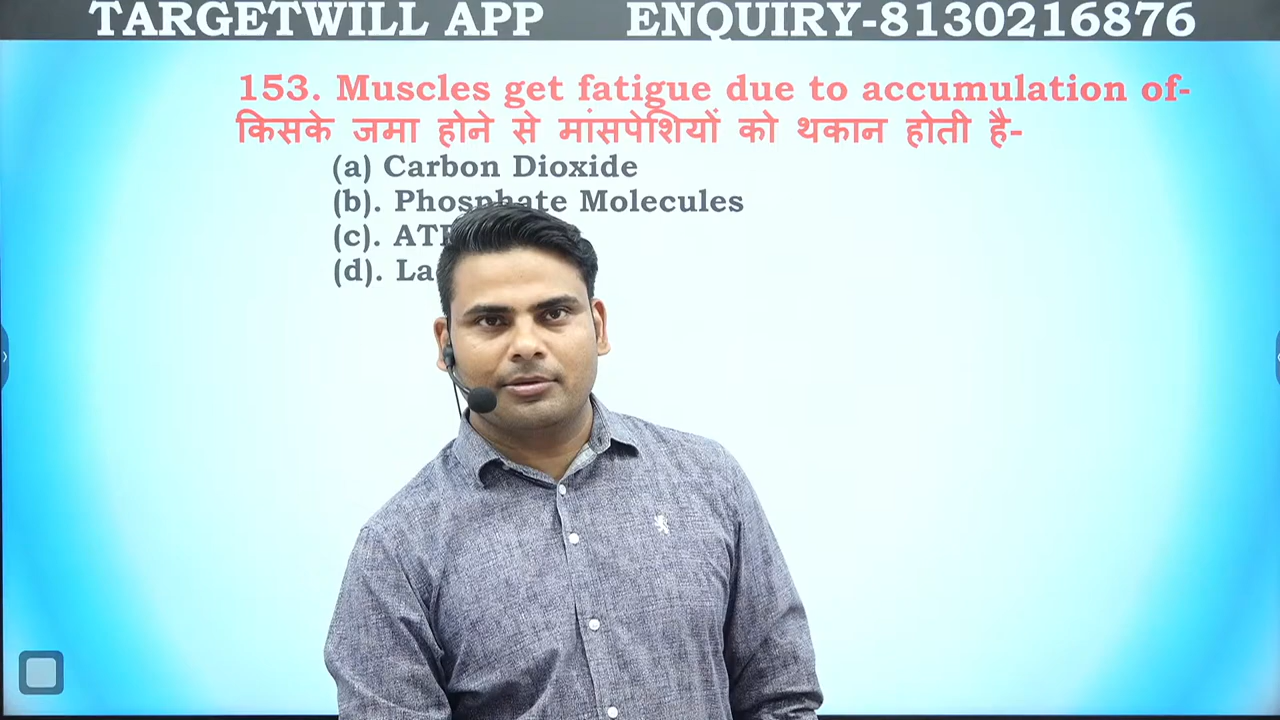 TARGETWILL APP ENQUIRY-8130216876
153. Muscles get fatigue due to accumulation of-
किसके जमा होने से मांसपेशियों को थकान होती है-
(a) Carbon Dioxide
(b). Phosphate Molecules
(c).
(d).